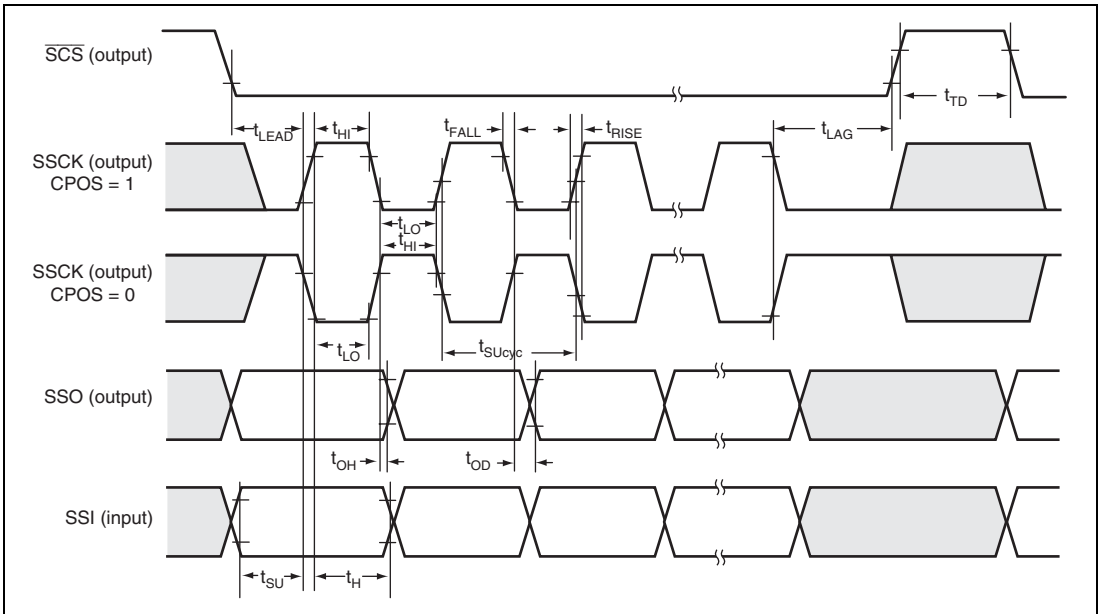 SCS (output)
tTD
tLEAD
tHI
tFALL
tRISE
tLAG
SSCK (output)
CPOS = 1
tLO
tHI
SSCK (output)
CPOS = 0
tLO
tSUcyc
SSO (output)
tOH
tOD
SSI (input)
tSU
tH